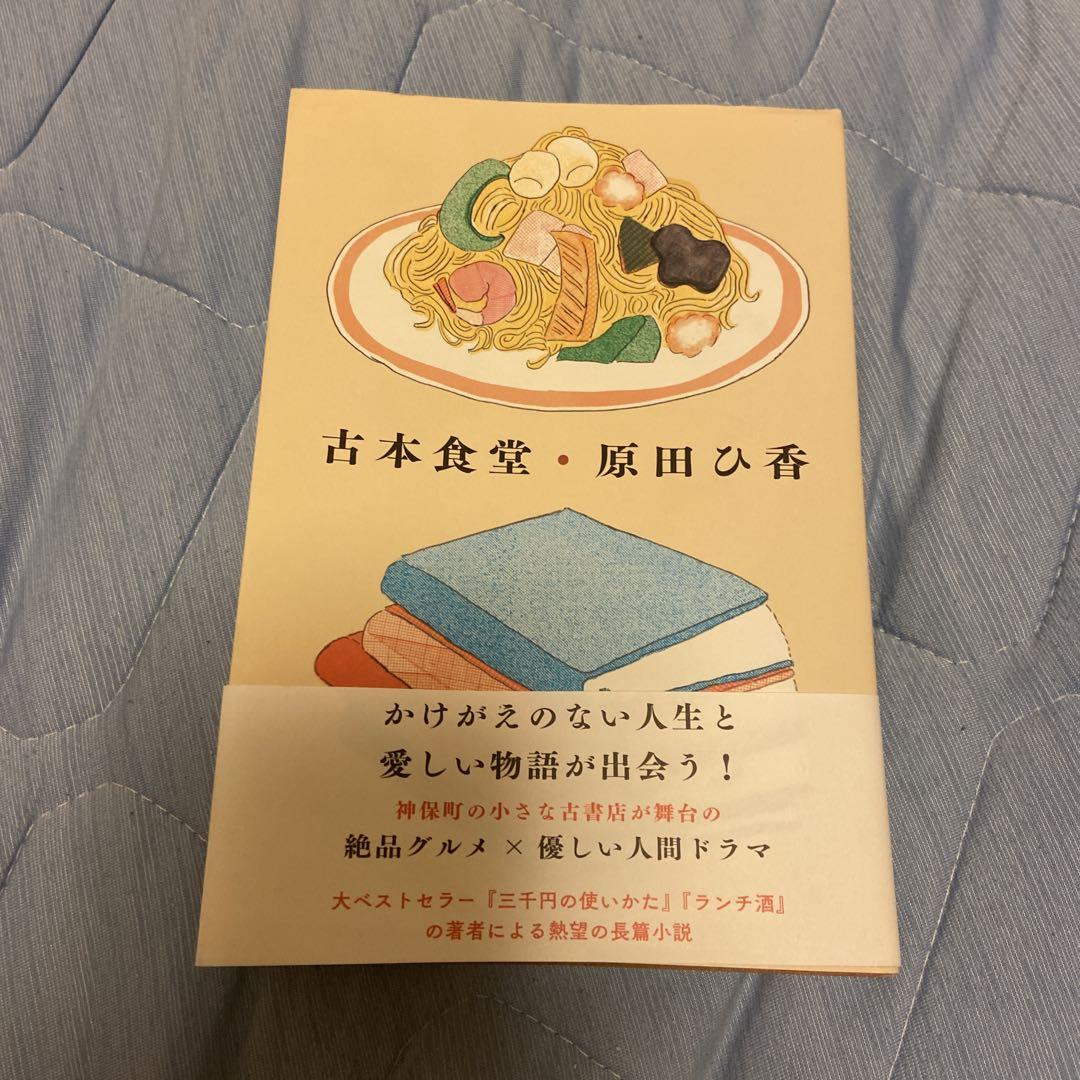 古本食堂・原田ひ香
かけがえのない人生と
愛しい物語が出会う！
神保町の小さな古書店が舞台の
絶品グルメ×優しい人間ドラマ
大ベストセラー『三千円の使いかた』『ランチ酒』
の著者による熱望の長篇小説